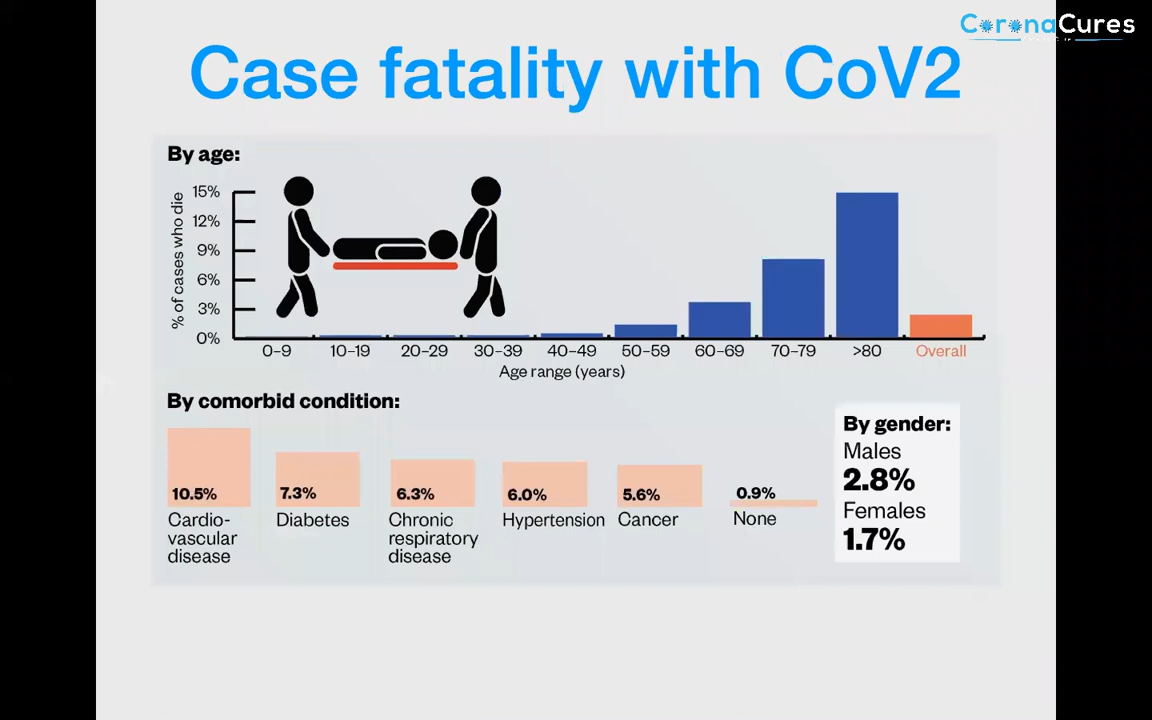 CoronaCures
Case fatality with CoV2
By age:
% of cases who die
15%
12%
9%
6%
3%
0%
0–9 10–19 20–29 30–39 40–49 50–59 60–69 70–79 >80 Overall
Age range (years)
By comorbid condition:
10.5% 7.3% 6.3% 6.0% 5.6% 0.9%
Cardio- Diabetes Chronic Hypertension Cancer None
vascular respiratory
disease disease
By gender:
Males
2.8%
Females
1.7%